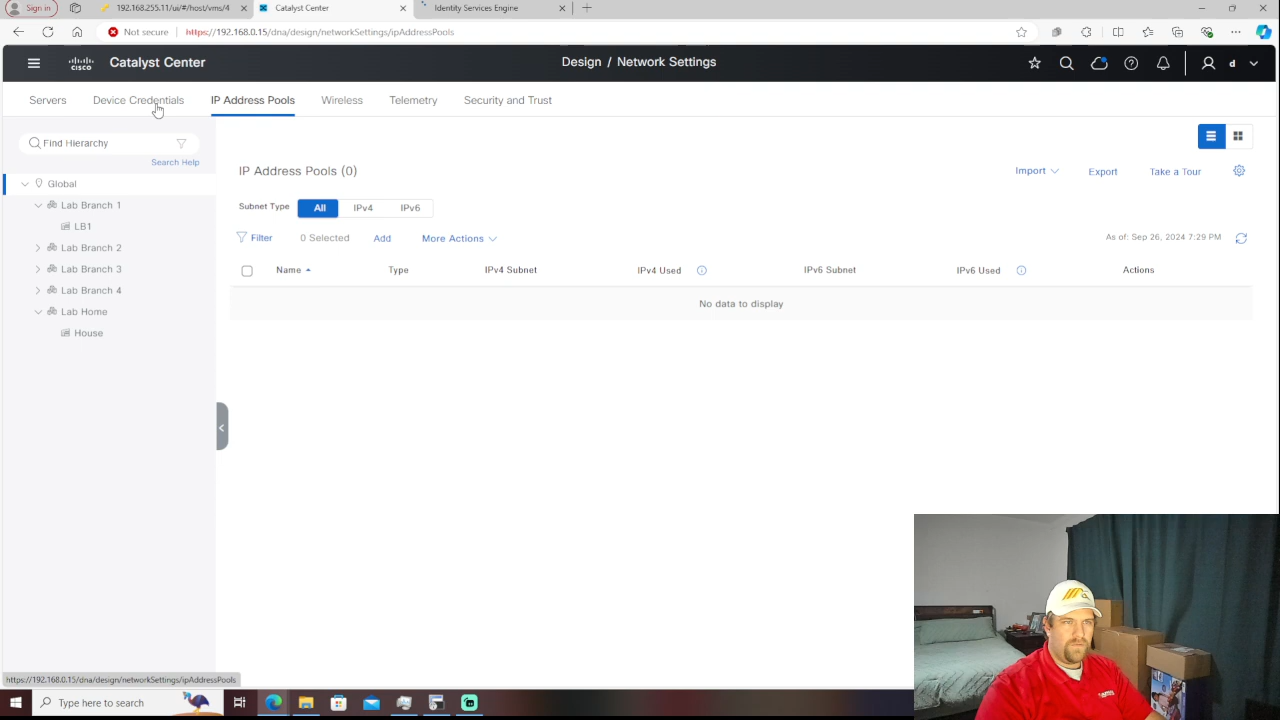 Sign in
192.168.255.11/ui/#/host/vms/4
Catalyst Center
Identity Services Engine
Not secure
https://192.168.0.15/dna/design/networkSettings/ipAddressPools
cisco
Catalyst Center
Design / Network Settings
d
Servers
Device Credentials
IP Address Pools
Wireless
Telemetry
Security and Trust
Find Hierarchy
Search Help
Global
Lab Branch 1
LB1
Lab Branch 2
Lab Branch 3
Lab Branch 4
Lab Home
House
IP Address Pools (0)
Import
Export
Take a Tour
Subnet Type
All
IPv4
IPv6
Filter
0 Selected
Add
More Actions
As of: Sep 26, 2024 7:29 PM
Name
Type
IPv4 Subnet
IPv4 Used
IPv6 Subnet
IPv6 Used
Actions
No data to display
https://192.168.0.15/dna/design/networkSettings/ipAddressPools
Type here to search